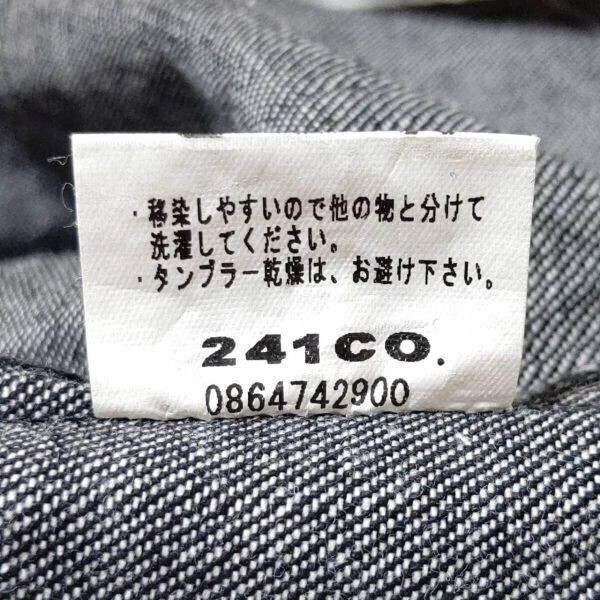 ・移染しやすいので他の物と分けて
洗濯してください。
・タンブラー乾燥は、お避け下さい。
241CO.
0864742900